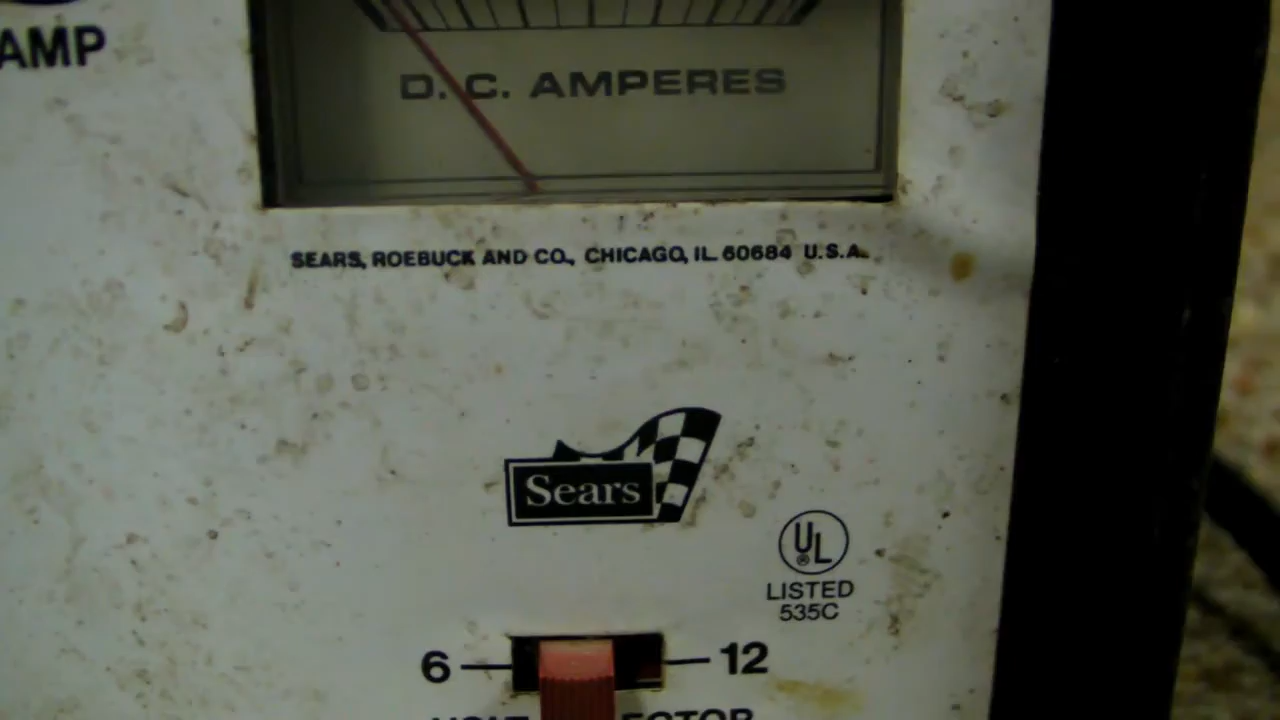 AMP
D. C. AMPERES
SEARS, ROEBUCK AND CO., CHICAGO, IL 60684 U.S.A.
Sears
UL
®
LISTED
535C
6 12